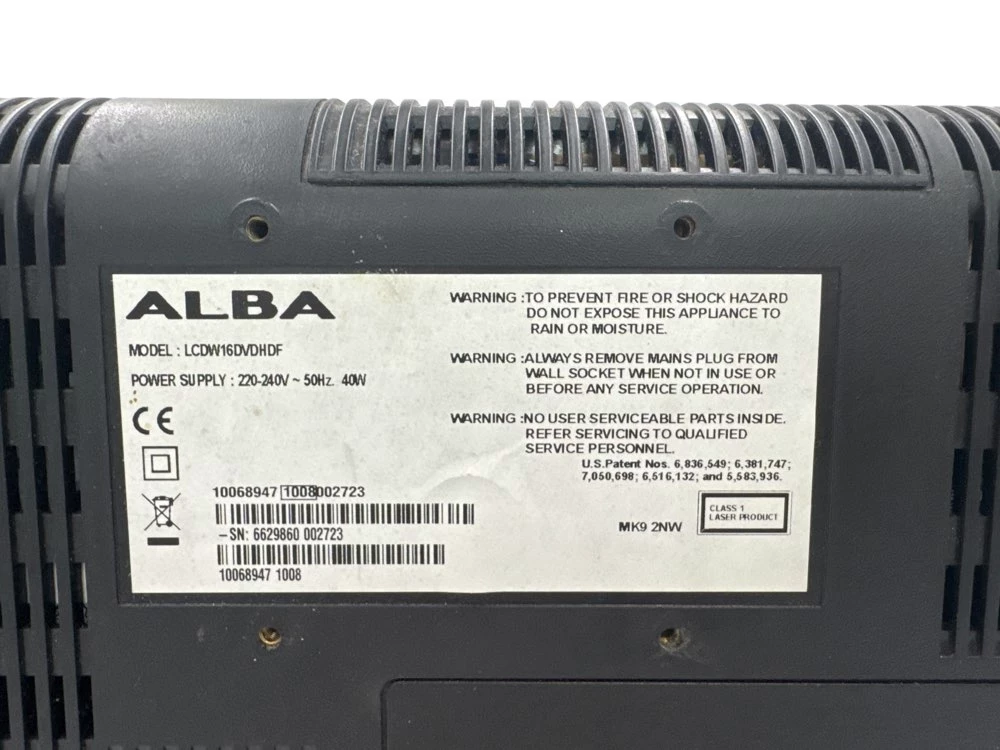 ALBA
MODEL : LCDW16DVDHDF
POWER SUPPLY : 220-240V ~ 50Hz. 40W
CE
10068947 1008002723
-SN: 6629860 002723
10068947 1008
WARNING :TO PREVENT FIRE OR SHOCK HAZARD
DO NOT EXPOSE THIS APPLIANCE TO
RAIN OR MOISTURE.
WARNING :ALWAYS REMOVE MAINS PLUG FROM
WALL SOCKET WHEN NOT IN USE OR
BEFORE ANY SERVICE OPERATION.
WARNING :NO USER SERVICEABLE PARTS INSIDE.
REFER SERVICING TO QUALIFIED
SERVICE PERSONNEL.
U.S.Patent Nos. 6,836,549; 6,381,747;
7,050,698; 6,516,132; and 5,583,936.
MK9 2NW
CLASS 1
LASER PRODUCT